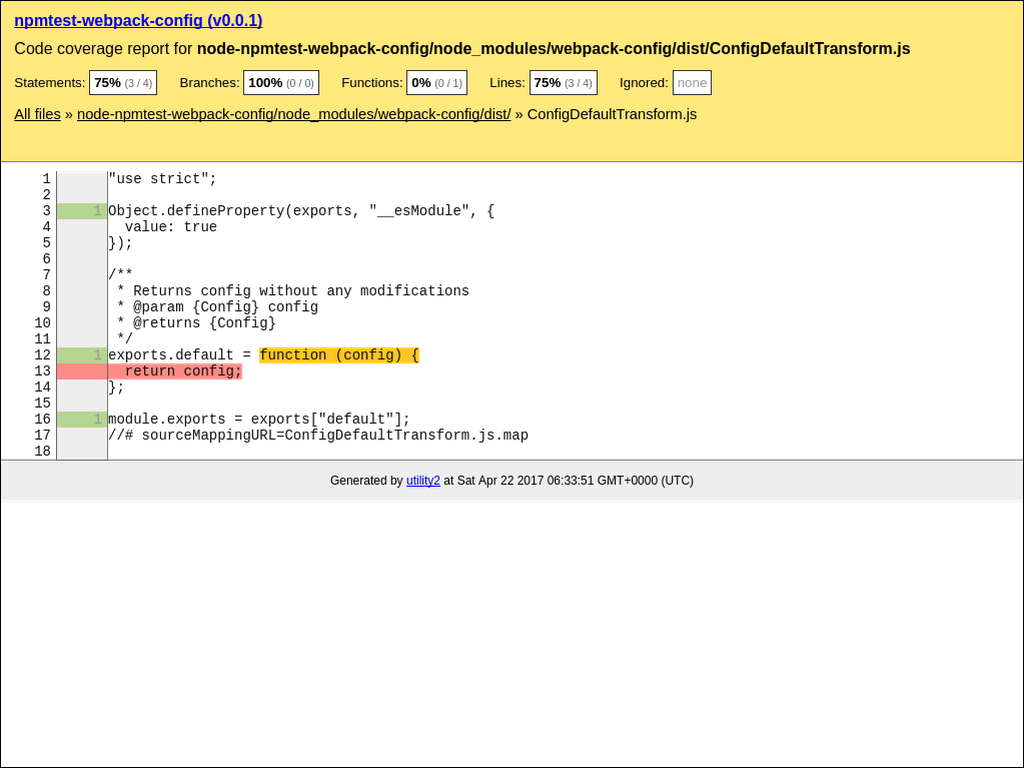 npmtest-webpack-config (v0.0.1)
Code coverage report for node-npmtest-webpack-config/node_modules/webpack-config/dist/ConfigDefaultTransform.js
Statements: 75% (3 / 4) Branches: 100% (0 / 0) Functions: 0% (0 / 1) Lines: 75% (3 / 4) Ignored: none
All files » node-npmtest-webpack-config/node_modules/webpack-config/dist/ » ConfigDefaultTransform.js
1 "use strict";
2
3 1 Object.defineProperty(exports, "__esModule", {
4   value: true
5 });
6
7 /**
8  * Returns config without any modifications
9  * @param {Config} config
10  * @returns {Config}
11  */
12 1 exports.default = function (config) {
13   return config;
14 };
15
16 1 module.exports = exports["default"];
17 //# sourceMappingURL=ConfigDefaultTransform.js.map
18
Generated by utility2 at Sat Apr 22 2017 06:33:51 GMT+0000 (UTC)